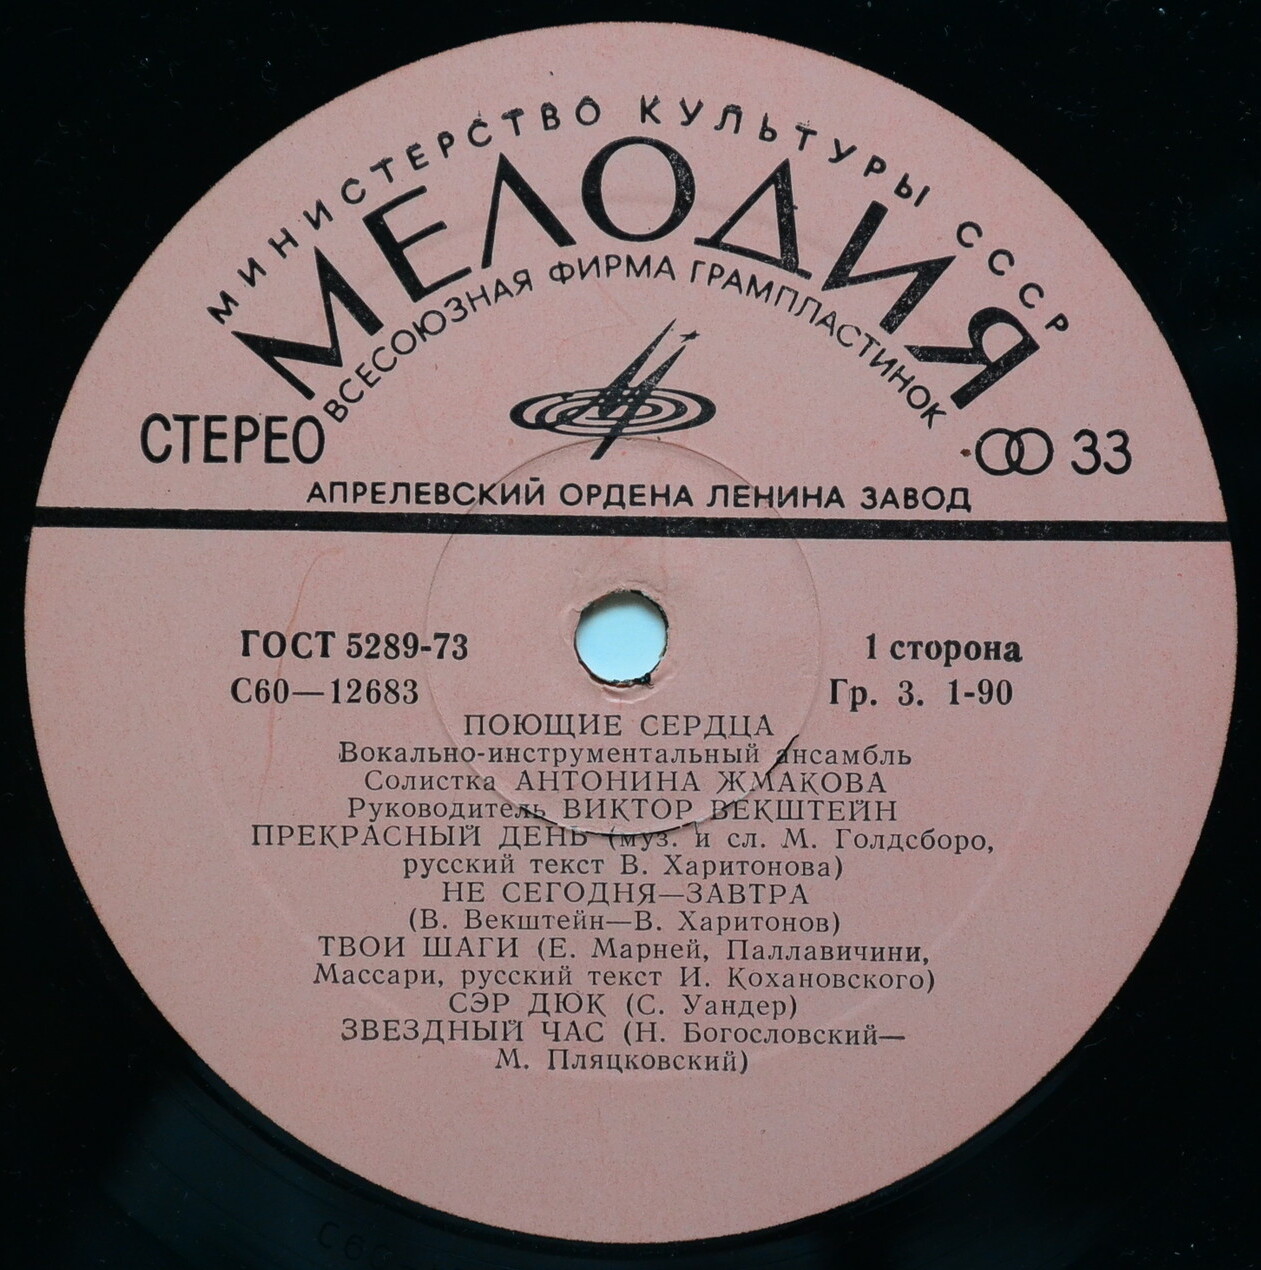 МИНИСТЕРСТВО КУЛЬТУРЫ СССР
МЕЛОДИЯ
ВСЕСОЮЗНАЯ ФИРМА ГРАМПЛАСТИНОК
СТЕРЕО
33
АПРЕЛЕВСКИЙ ОРДЕНА ЛЕНИНА ЗАВОД
ГОСТ 5289-73
1 сторона
С60—12683
Гр. 3. 1-90
ПОЮЩИЕ СЕРДЦА
Вокально-инструментальный ансамбль
Солистка АНТОНИНА ЖМАКОВА
Руководитель ВИКТОР ВЕКШТЕЙН
ПРЕКРАСНЫЙ ДЕНЬ (муз. и сл. М. Голдсборо,
русский текст В. Харитонова)
НЕ СЕГОДНЯ—ЗАВТРА
(В. Векштейн—В. Харитонов)
ТВОИ ШАГИ (Е. Марней, Паллавичини,
Массари, русский текст И. Кохановского)
СЭР ДЮК (С. Уандер)
ЗВЕЗДНЫЙ ЧАС (Н. Богословский—
М. Пляцковский)